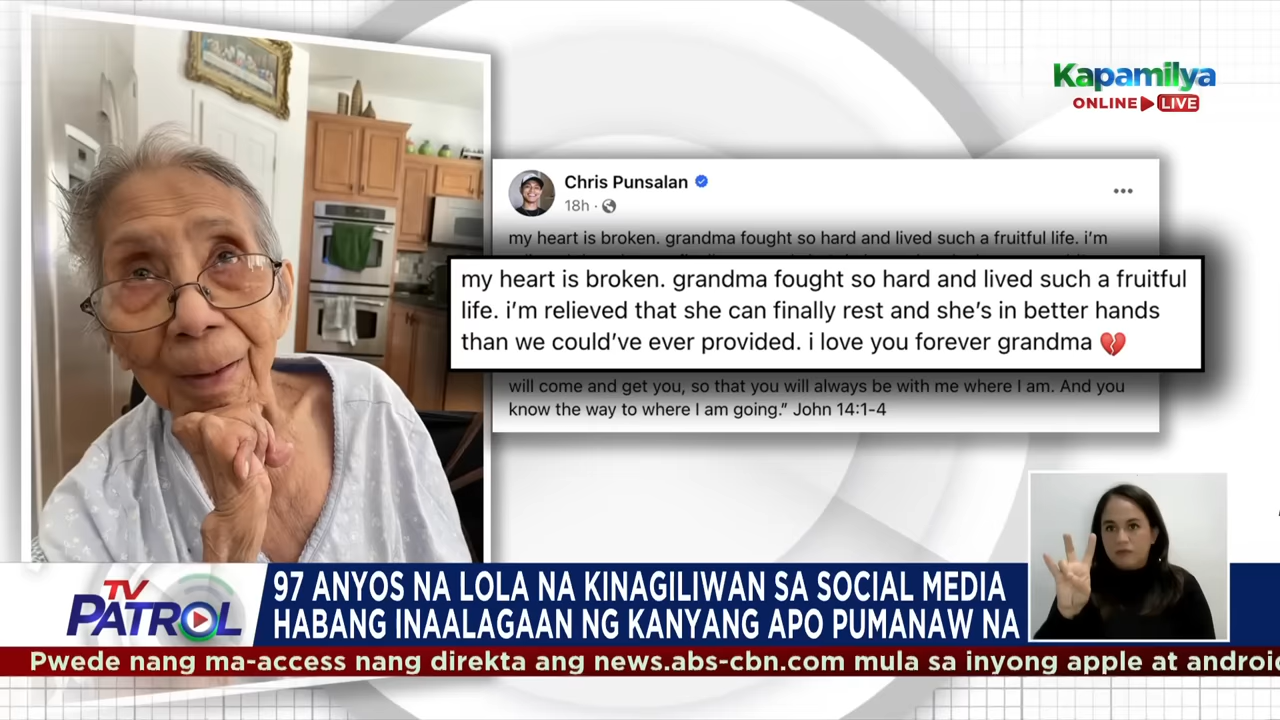 Kapamilya
ONLINE LIVE
Chris Punsalan
18h
my heart is broken. grandma fought so hard and lived such a fruitful life. i'm
my heart is broken. grandma fought so hard and lived such a fruitful
life. i'm relieved that she can finally rest and she's in better hands
than we could've ever provided. i love you forever grandma 💔
will come and get you, so that you will always be with me where I am. And you
know the way to where I am going.” John 14:1-4
TV PATROL
97 ANYOS NA LOLA NA KINAGILIWAN SA SOCIAL MEDIA
HABANG INAALAGAAN NG KANYANG APO PUMANAW NA
Pwede nang ma-access nang direkta ang news.abs-cbn.com mula sa inyong apple at android